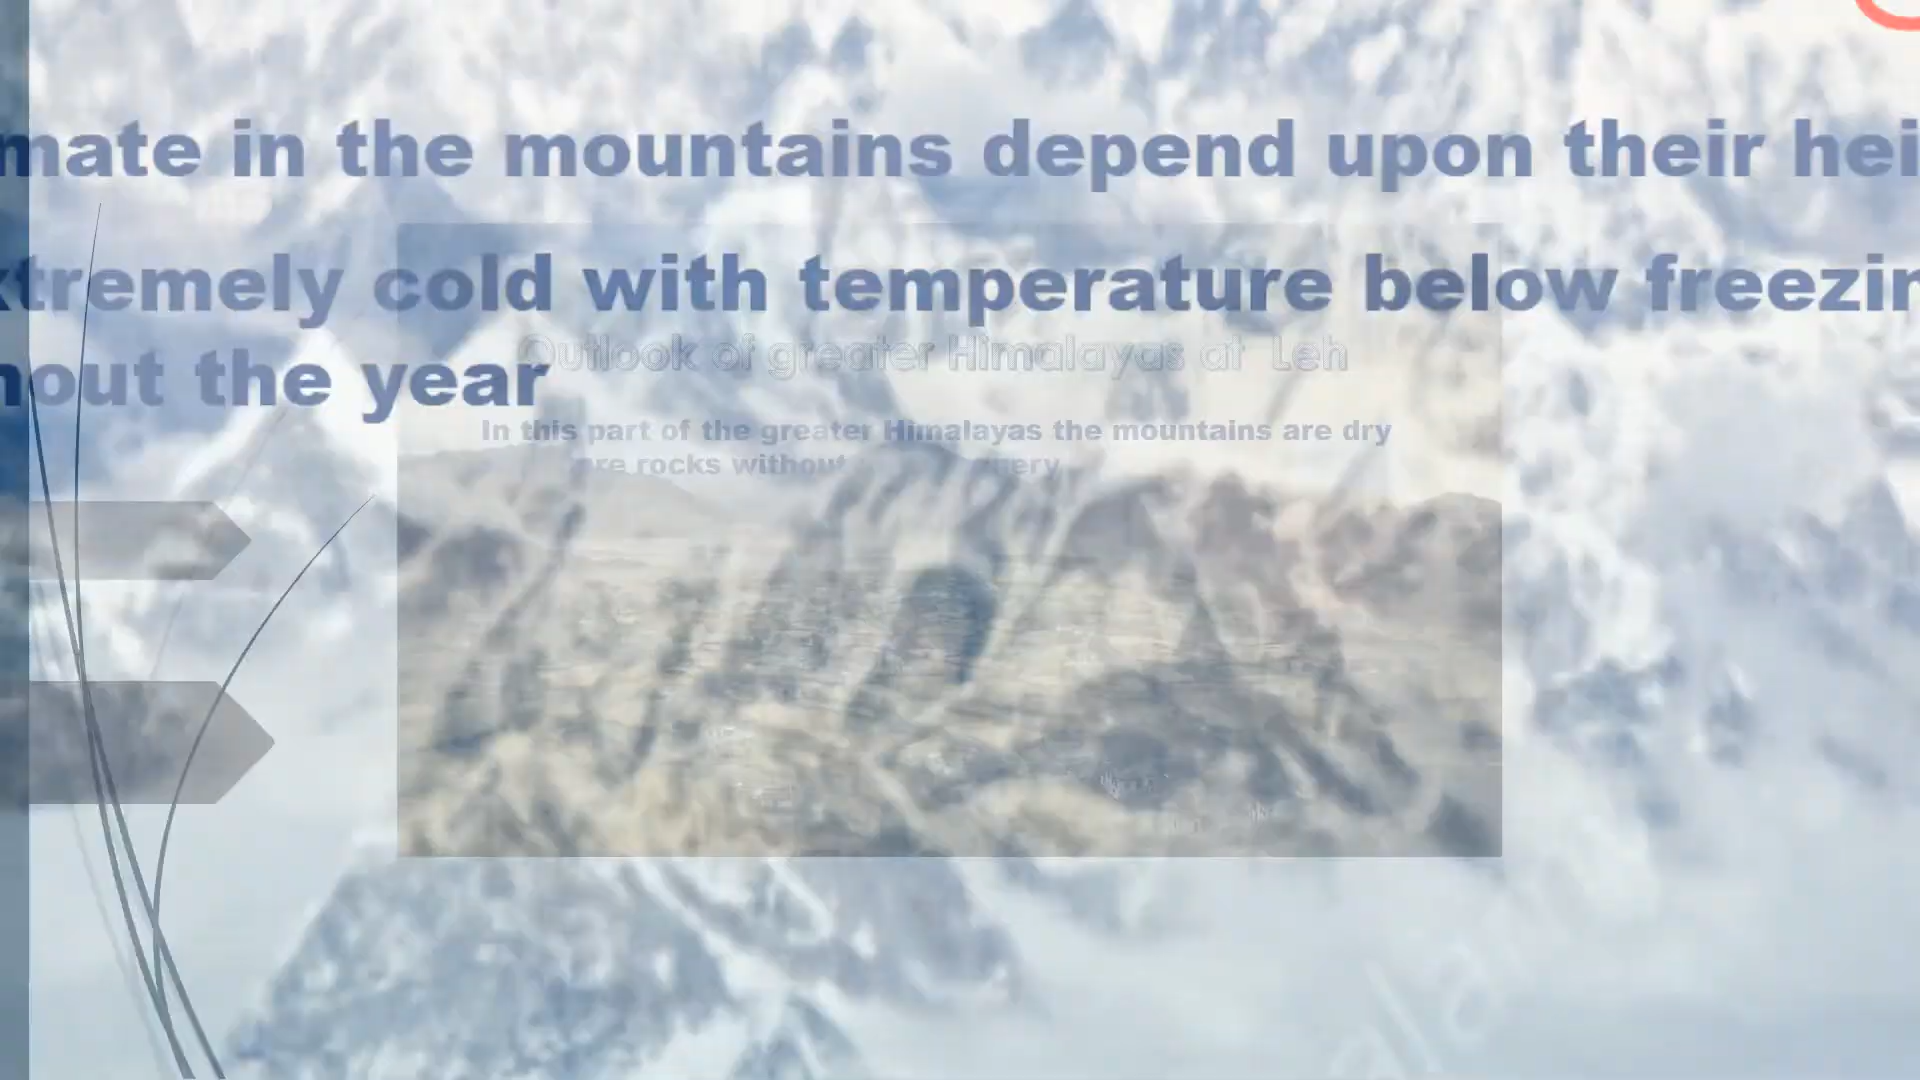 mate in the mountains depend upon their hei
xtremely cold with temperature below freezin
hout the year
Outlook of greater Himalayas at Leh
In this part of the greater Himalayas the mountains are dry
re rocks without